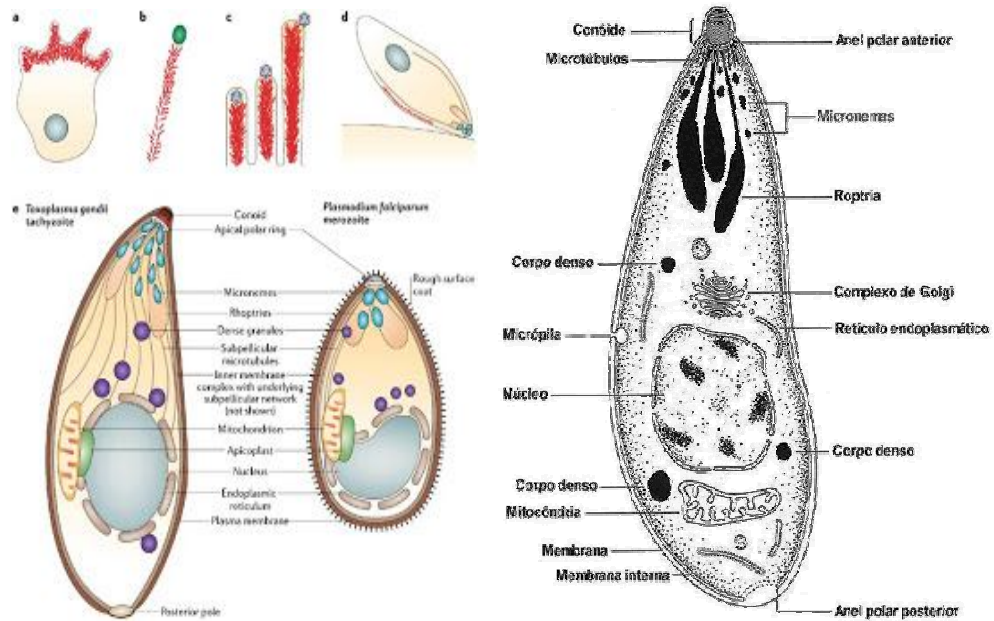 a
b
c
d
e Toxoplasma gondii
tachyzoite
Plasmodium falciparum
merozoite
Conoid
Apical polar ring
Rough surface
coat
Micronemes
Rhoptries
Dense granules
Subpellicular
microtubules
Inner membrane
complex with underlying
subpellicular network
(not shown)
Mitochondrion
Apicoplast
Nucleus
Endoplasmic
reticulum
Plasma membrane
Posterior pole
Conóide
Microtúbulos
Anel polar anterior
Micronemas
Roptria
Corpo denso
Complexo de Golgi
Retículo endoplasmático
Micrópila
Núcleo
Corpo denso
Corpo denso
Mitocôndria
Membrana
Membrana interna
Anel polar posterior